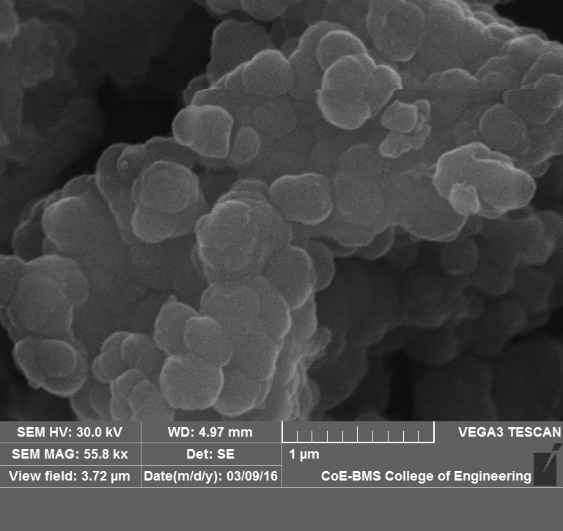 SEM HV: 30.0 kV WD: 4.97 mm VEGA3 TESCAN
SEM MAG: 55.8 kx Det: SE 1 µm
View field: 3.72 µm Date(m/d/y): 03/09/16 CoE-BMS College of Engineering